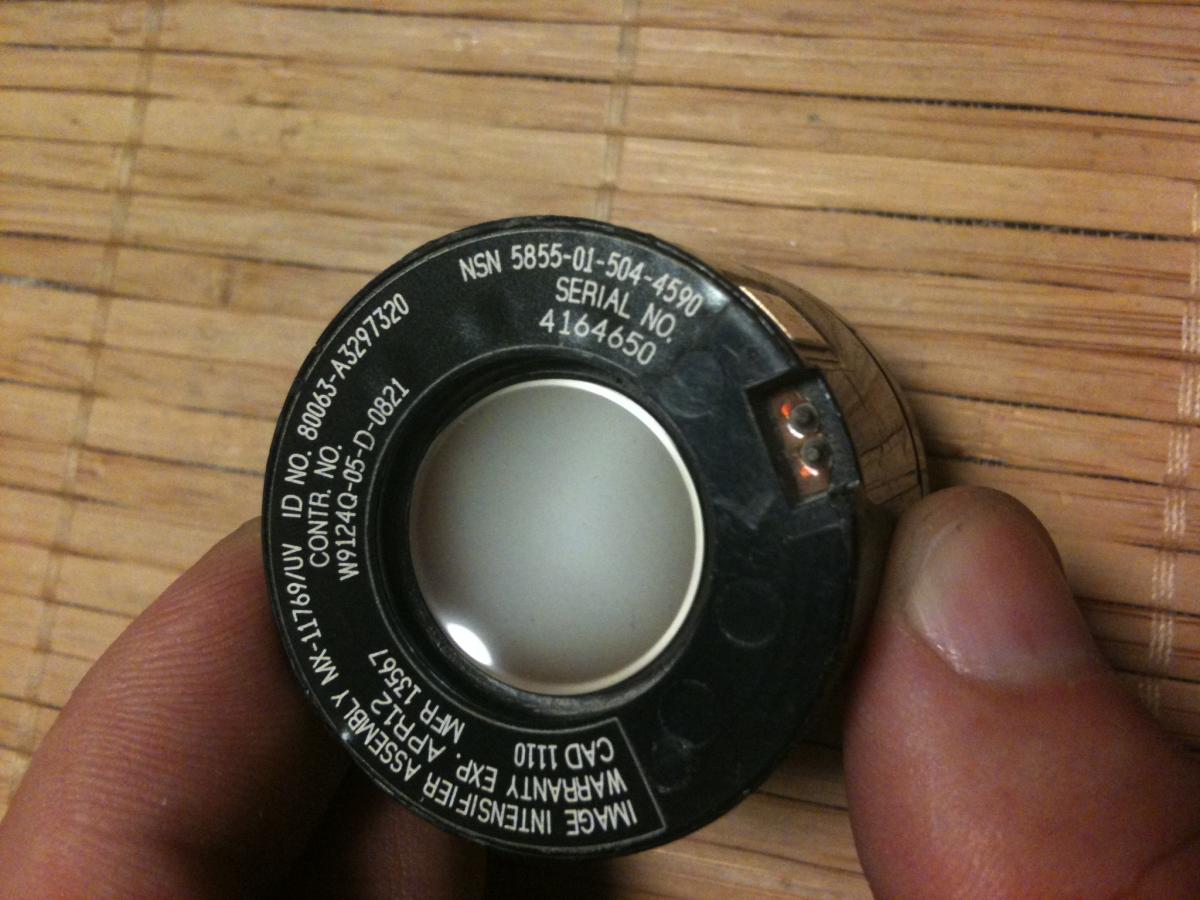 IMAGE INTENSIFIER ASSEMBLY MX-11769/UV ID NO. 80063-A3297320
WARRANTY EXP. APR12
CAD 1110
MFR 13567
CONTR. NO.
W9124Q-05-D-0821
NSN 5855-01-504-4590
SERIAL NO.
4164650